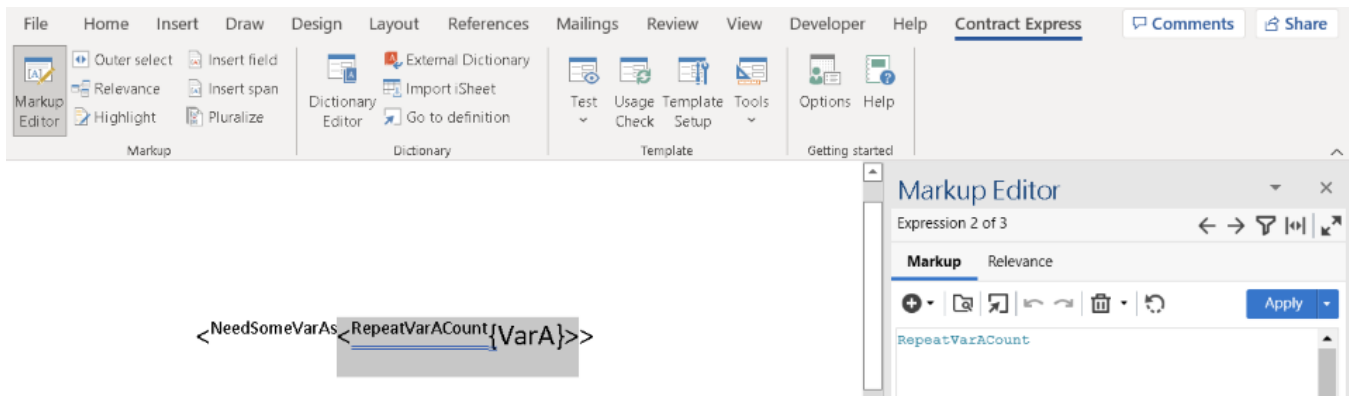 File Home Insert Draw Design Layout References Mailings Review View Developer Help Contract Express Comments Share
Outer select Insert field External Dictionary
Relevance Insert span Import iSheet
Markup Editor Highlight Pluralize Dictionary Editor Go to definition Test Usage Check Template Setup Tools Options Help
Markup Dictionary Template Getting started
Markup Editor
Expression 2 of 3
Markup Relevance
Apply
<NeedSomeVarAs<RepeatVarACount{VarA}>>
RepeatVarACount